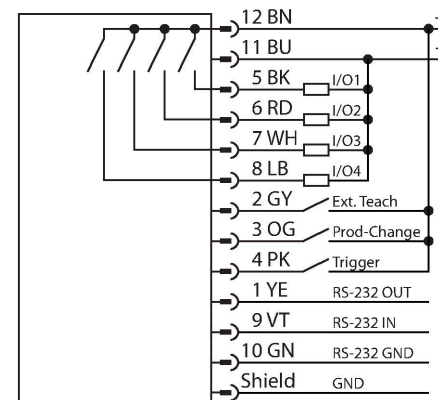 12 BN
11 BU
5 BK I/O1
6 RD I/O2
7 WH I/O3
8 LB I/O4
2 GY Ext. Teach
3 OG Prod-Change
4 PK Trigger
1 YE RS-232 OUT
9 VT RS-232 IN
10 GN RS-232 GND
Shield GND